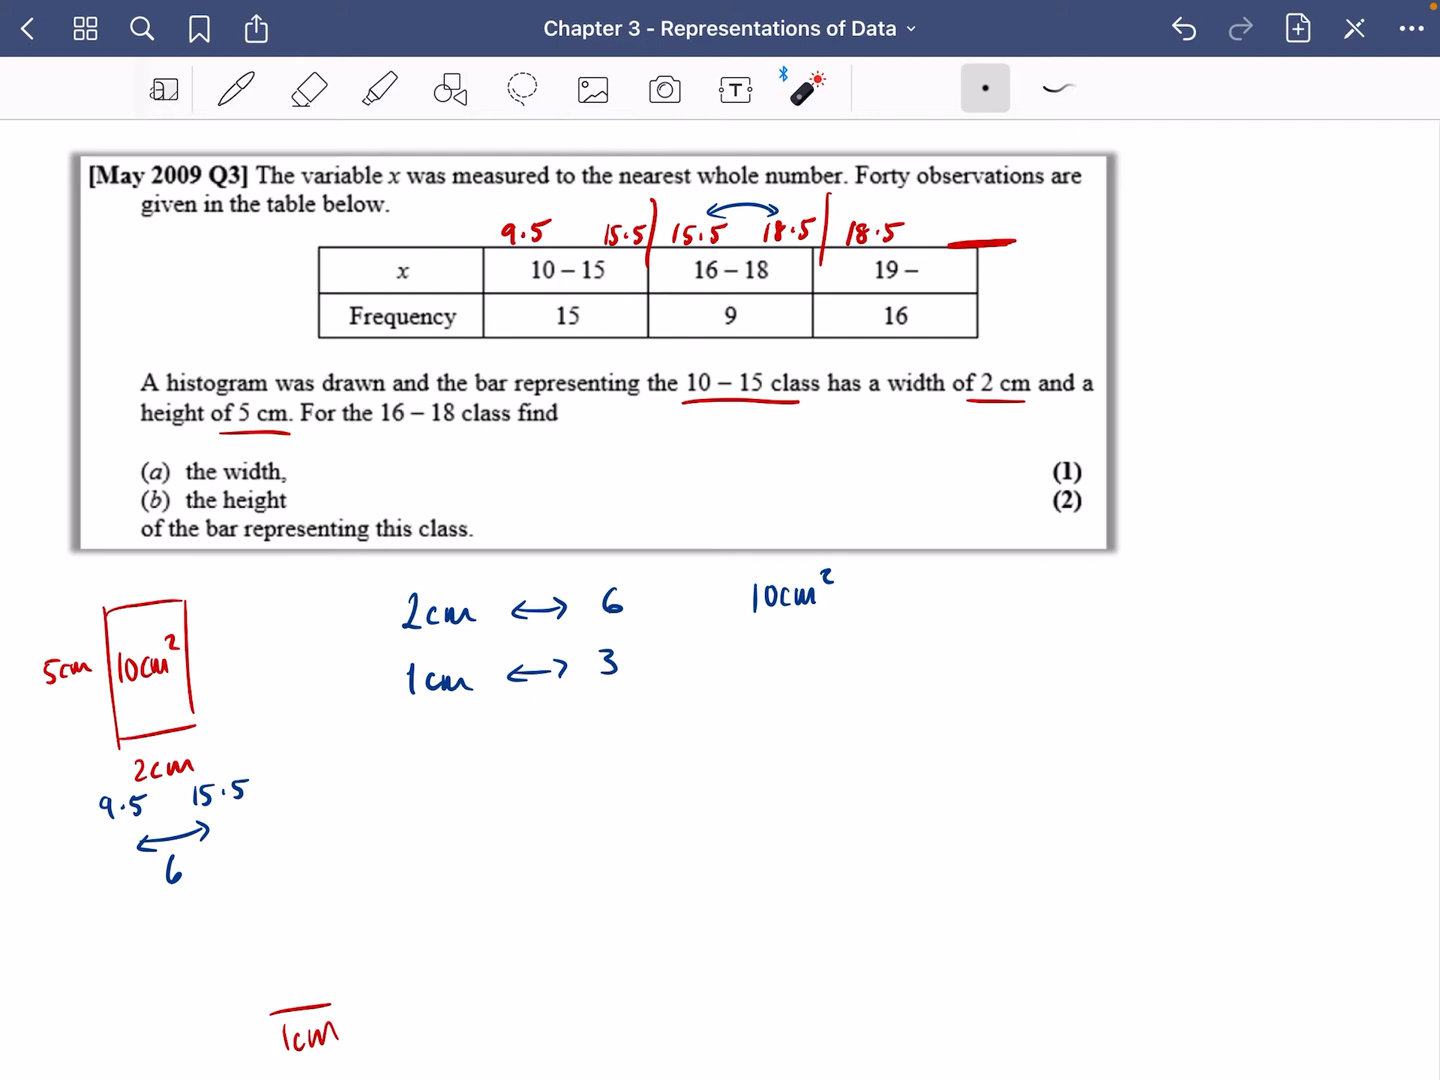 Chapter 3 - Representations of Data
[May 2009 Q3] The variable x was measured to the nearest whole number. Forty observations are
given in the table below.
9.5 15.5 15.5 18.5 18.5
x 10 – 15 16 – 18 19 –
Frequency 15 9 16
A histogram was drawn and the bar representing the 10 – 15 class has a width of 2 cm and a
height of 5 cm. For the 16 – 18 class find
(a) the width, (1)
(b) the height (2)
of the bar representing this class.
2cm ↔ 6 10cm²
5cm 10cm² 1cm ↔ 3
2cm
9.5 15.5
6
1cm